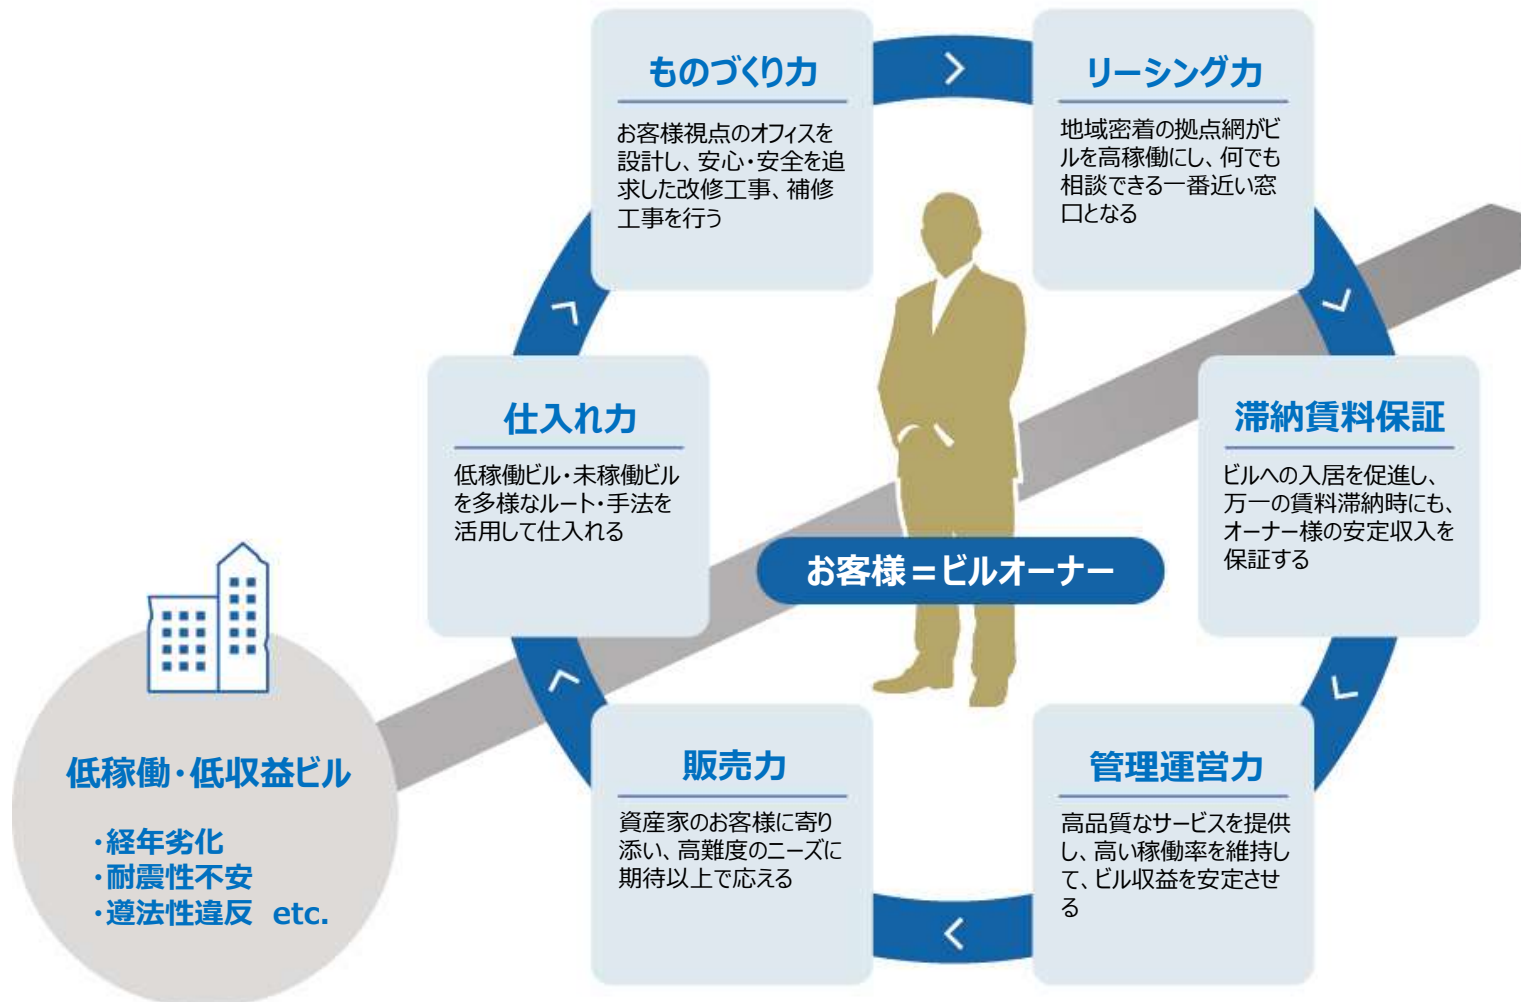 ものづくり力
お客様視点のオフィスを
設計し、安心・安全を追
求した改修工事、補修
工事を行う
リーシング力
地域密着の拠点網がビ
ルを高稼働にし、何でも
相談できる一番近い窓
口となる
仕入れ力
低稼働ビル・未稼働ビル
を多様なルート・手法を
活用して仕入れる
滞納賃料保証
ビルへの入居を促進し、
万一の賃料滞納時にも、
オーナー様の安定収入を
保証する
お客様=ビルオーナー
低稼働・低収益ビル
・経年劣化
・耐震性不安
・遵法性違反 etc.
販売力
資産家のお客様に寄り
添い、高難度のニーズに
期待以上で応える
管理運営力
高品質なサービスを提供
し、高い稼働率を維持し
て、ビル収益を安定させ
る